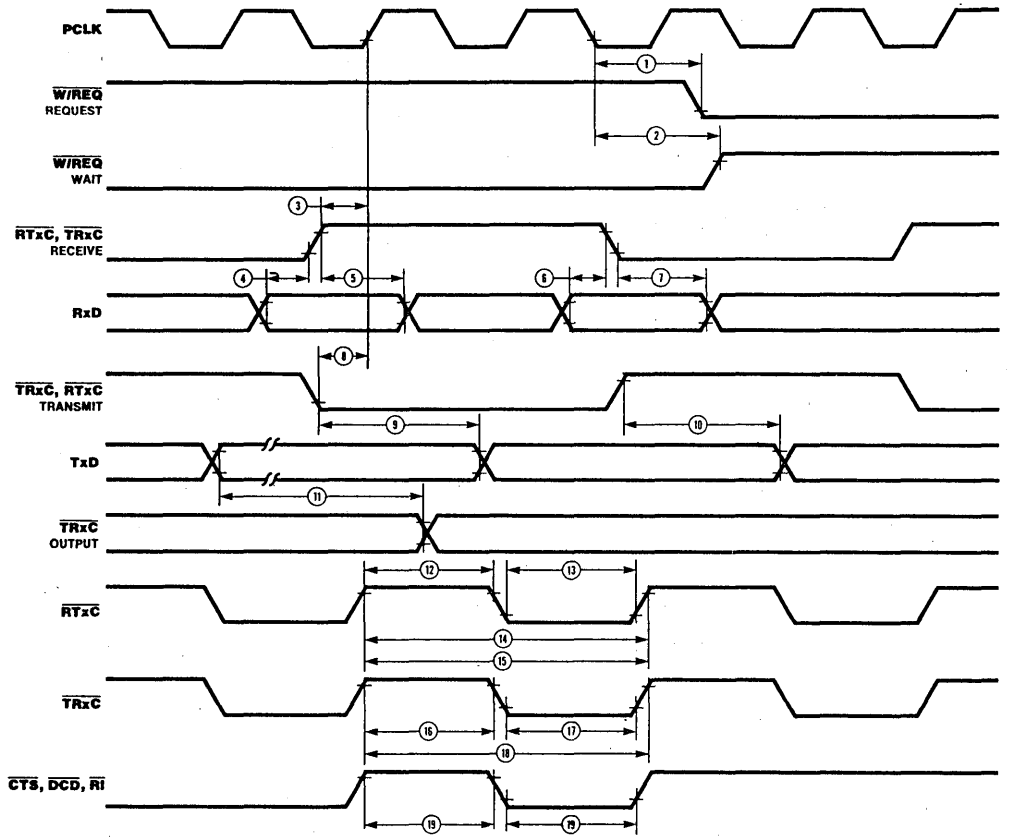 PCLK
1
W/REQ
REQUEST
2
W/REQ
WAIT
3
RTxC, TRxC
RECEIVE
4
5
6
7
RxD
8
TRxC, RTxC
TRANSMIT
9
10
TxD
11
TRxC
OUTPUT
12
13
RTxC
14
15
TRxC
16
17
18
CTS, DCD, RI
19
19